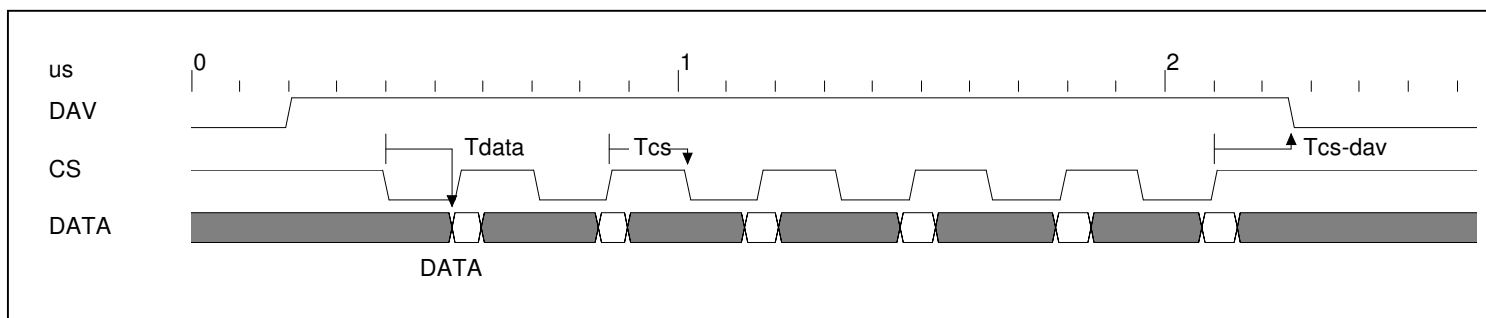 us 0 1 2
DAV
Tdata Tcs Tcs-dav
CS
DATA
DATA